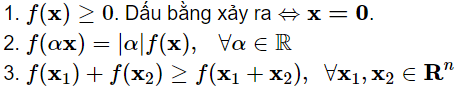 1. f(x) ≥ 0. Dấu bằng xảy ra ⇔ x = 0.
2. f(αx) = |α|f(x), ∀α ∈ ℝ
3. f(x₁) + f(x₂) ≥ f(x₁ + x₂), ∀x₁, x₂ ∈ Rⁿ